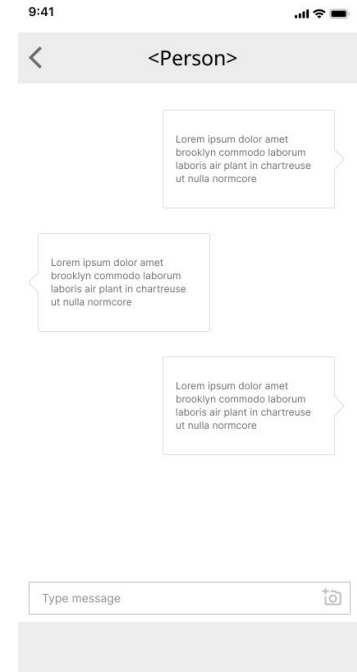 9:41
<Person>
Lorem ipsum dolor amet
brooklyn commodo laborum
laboris air plant in chartreuse
ut nulla normcore
Lorem ipsum dolor amet
brooklyn commodo laborum
laboris air plant in chartreuse
ut nulla normcore
Lorem ipsum dolor amet
brooklyn commodo laborum
laboris air plant in chartreuse
ut nulla normcore
Type message